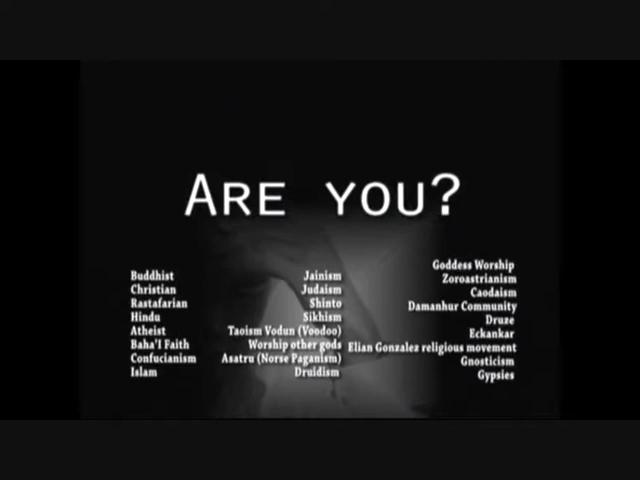 Are you?
Buddhist
Christian
Rastafarian
Hindu
Atheist
Baha'I Faith
Confucianism
Islam
Jainism
Judaism
Shinto
Sikhism
Taoism Vodun (Voodoo)
Worship other gods
Asatru (Norse Paganism)
Druidism
Goddess Worship
Zoroastrianism
Caodaism
Damanhur Community
Druze
Eckankar
Elian Gonzalez religious movement
Gnosticism
Gypsies